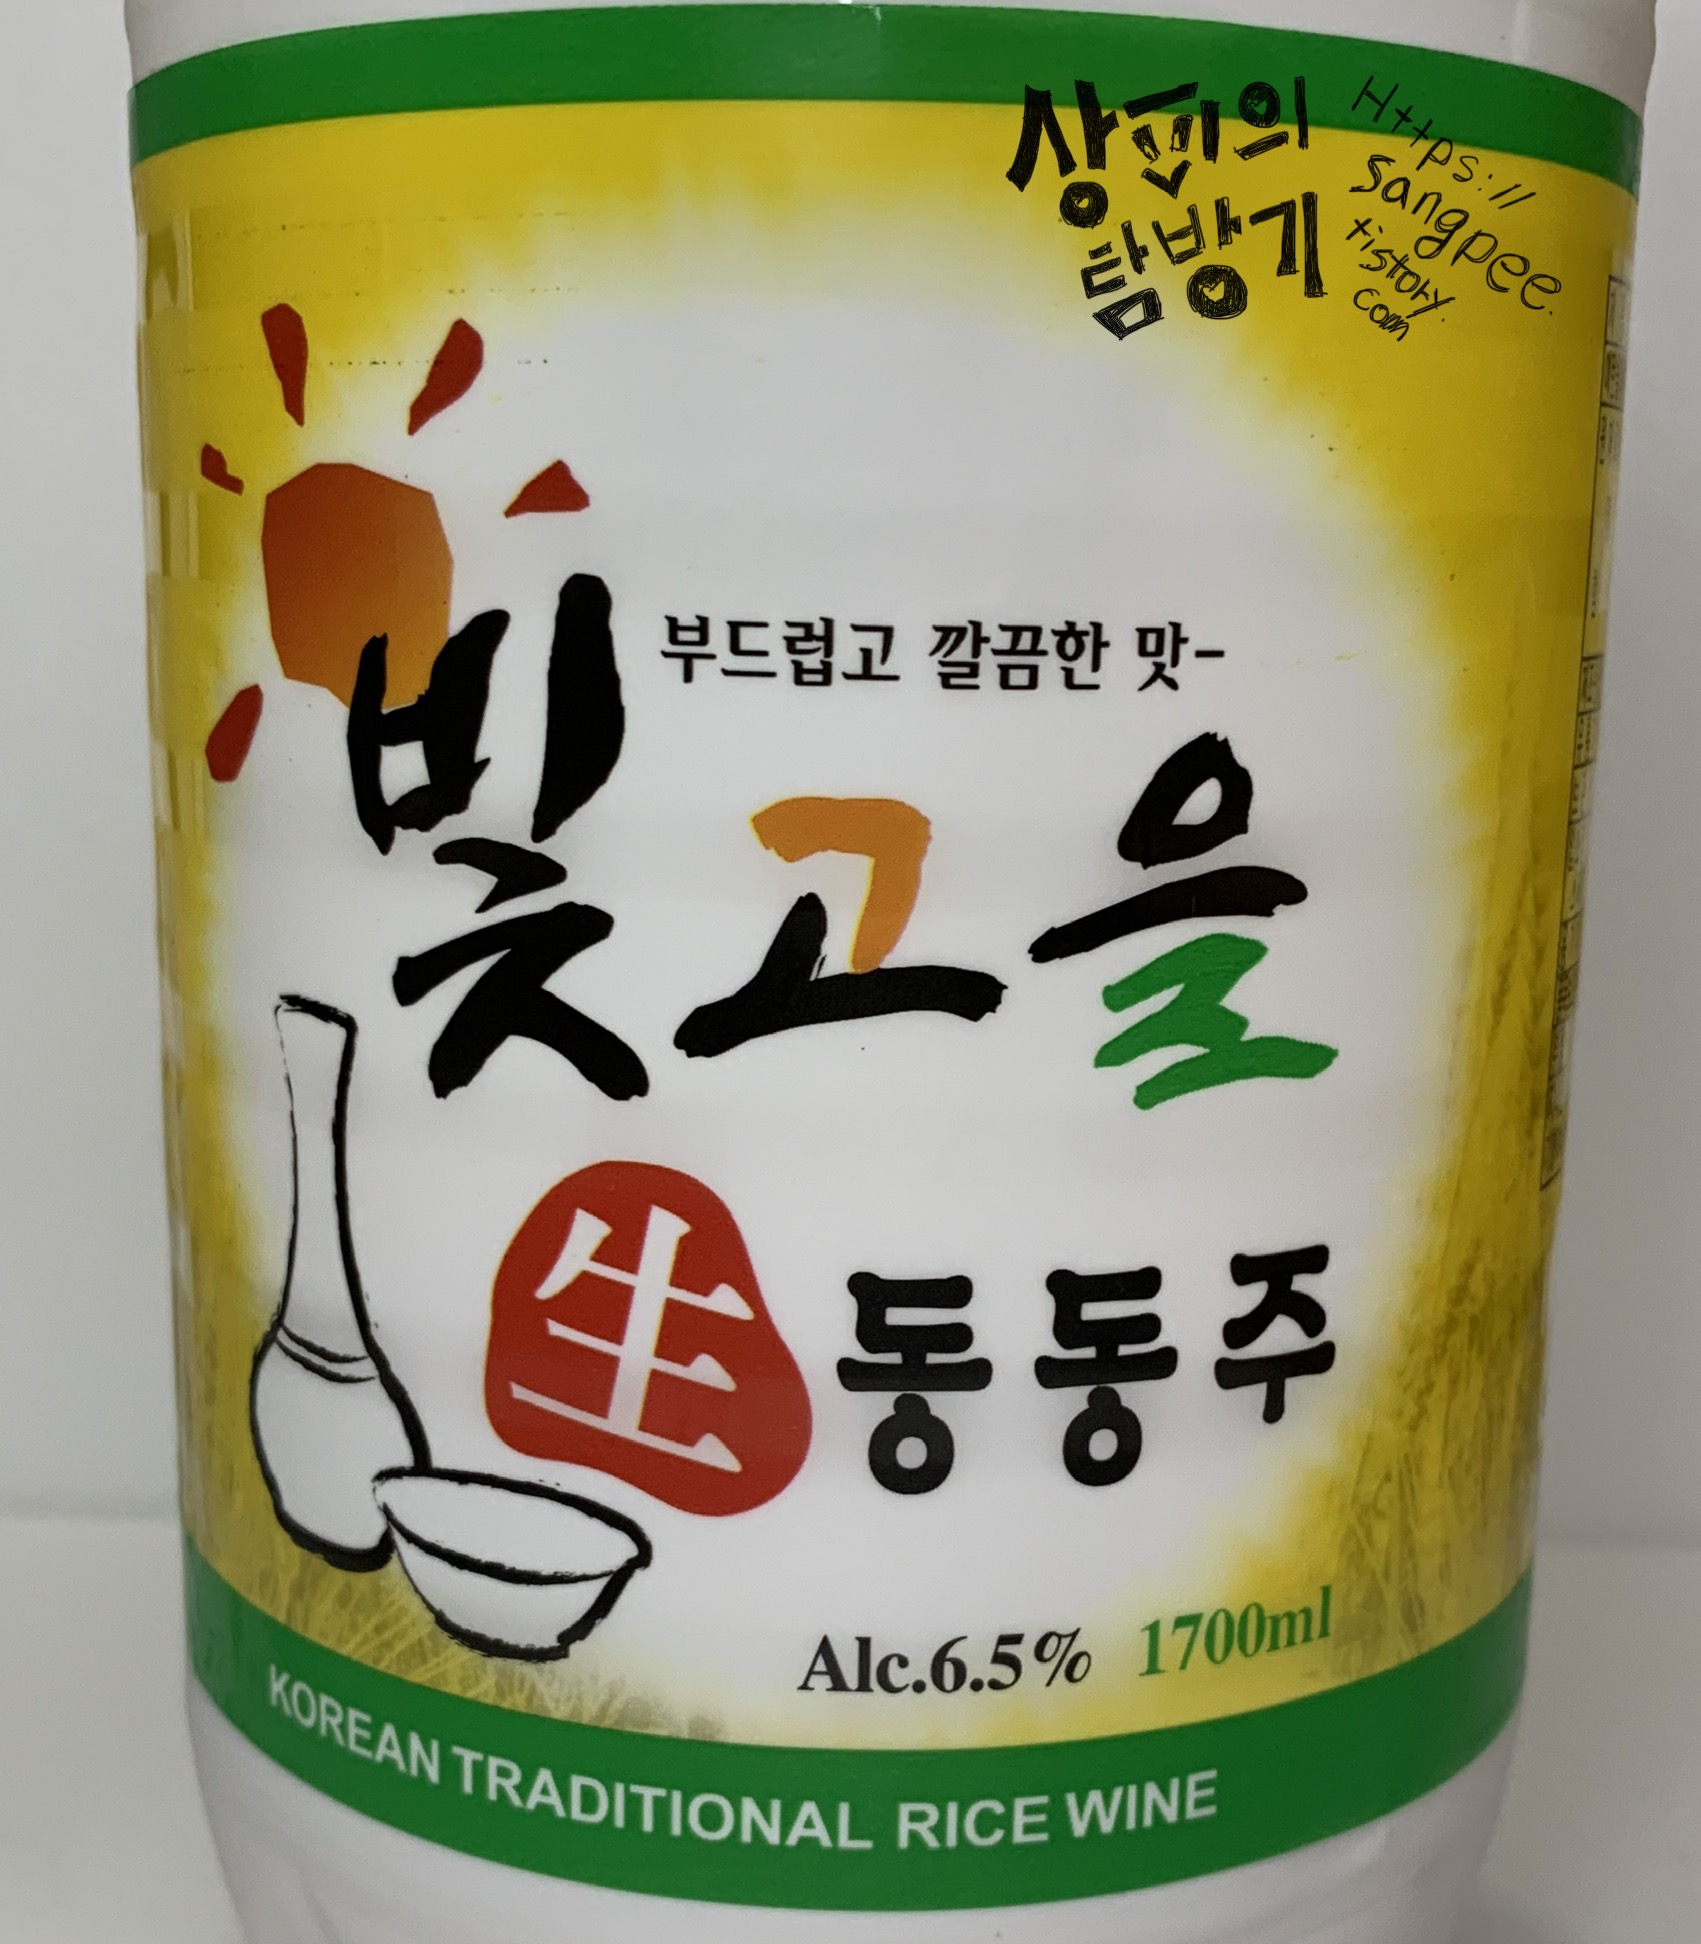 상피의
탐방기
Https://
sangpee.
tistory.
com
부드럽고 깔끔한 맛-
빛고을
生 동동주
Alc.6.5% 1700ml
KOREAN TRADITIONAL RICE WINE